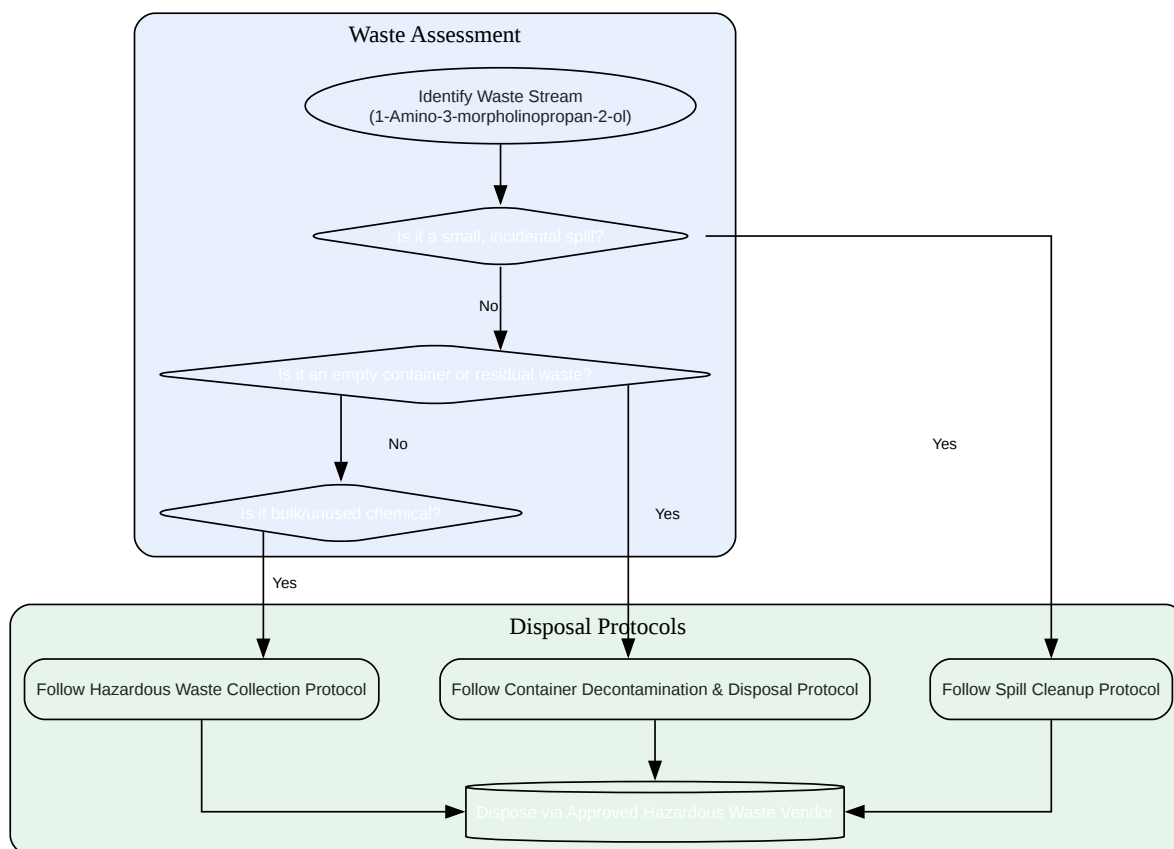 Waste Assessment
Identify Waste Stream
(1-Amino-3-morpholinopropan-2-ol)
Is it a small, incidental spill?
No
Is it an empty container or residual waste?
No
Yes
Is it bulk/unused chemical?
Yes
Yes
Disposal Protocols
Follow Hazardous Waste Collection Protocol
Follow Container Decontamination & Disposal Protocol
Follow Spill Cleanup Protocol
Dispose via Approved Hazardous Waste Vendor